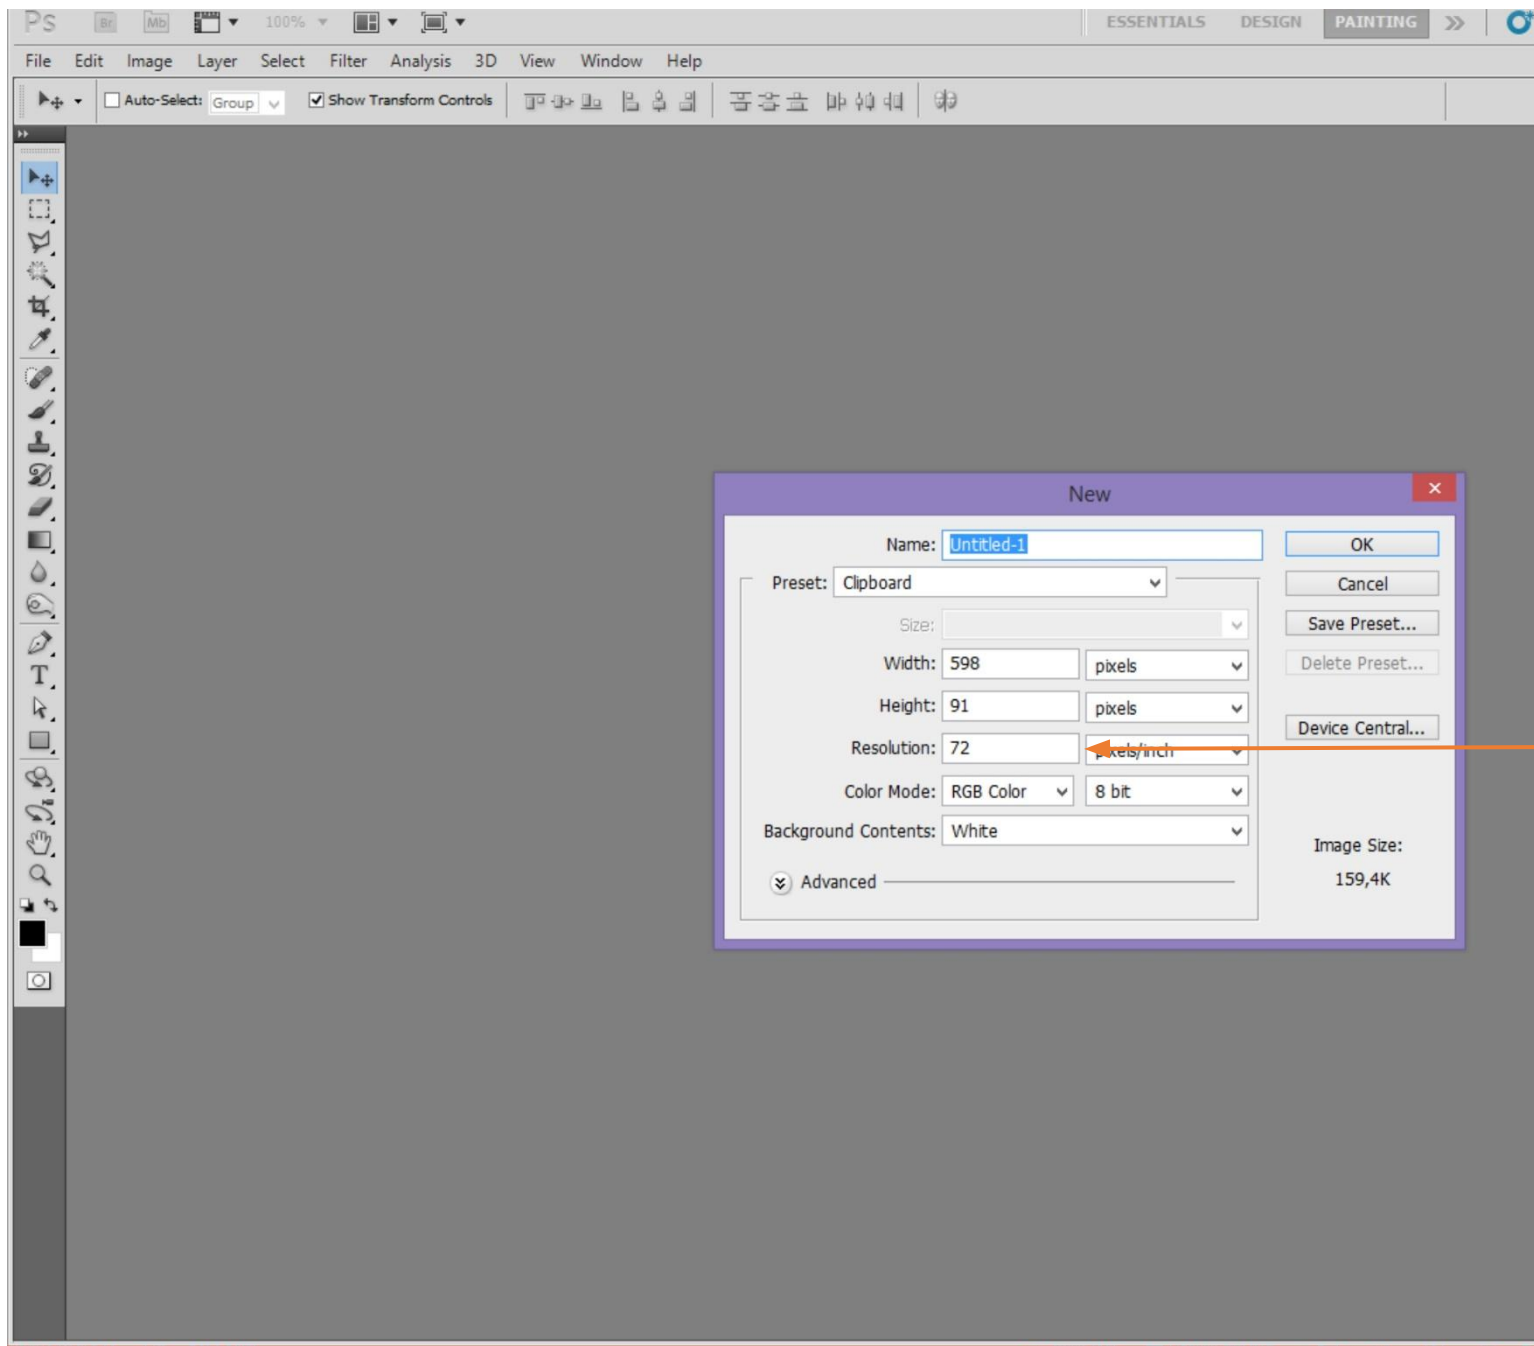 Ps Br Mb 100% ESSENTIALS DESIGN PAINTING
File Edit Image Layer Select Filter Analysis 3D View Window Help
Auto-Select: Group Show Transform Controls
New
Name: Untitled-1 OK
Preset: Clipboard Cancel
Size: Save Preset...
Width: 598 pixels Delete Preset...
Height: 91 pixels
Device Central...
Resolution: 72 pixels/inch
Color Mode: RGB Color 8 bit
Background Contents: White
Image Size:
Advanced 159,4K
T